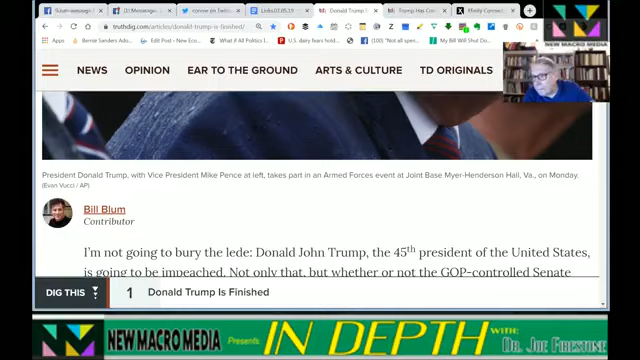 Donald Trump
Trump Has Co
truthdig.com/articles/donald-trump-is-finished/
Bernie Sanders
Edit Post ‹ New Eco
What if All Politics
U.S. dairy fears hold
(100) "Not all
My Bill Will Shut Do
NEW MACRO MEDIA
NEWS OPINION EAR TO THE GROUND ARTS & CULTURE TD ORIGINALS
President Donald Trump, with Vice President Mike Pence at left, takes part in an Armed Forces event at Joint Base Myer-Henderson Hall, Va., on Monday.
(Evan Vucci / AP)
Bill Blum
Contributor
I'm not going to bury the lede: Donald John Trump, the 45th president of the United States,
is going to be impeached. Not only that, but whether or not the GOP-controlled Senate
DIG THIS 1 Donald Trump Is Finished
NEW MACRO MEDIA Presents IN DEPTH WITH: DR. JOE FIRESTONE